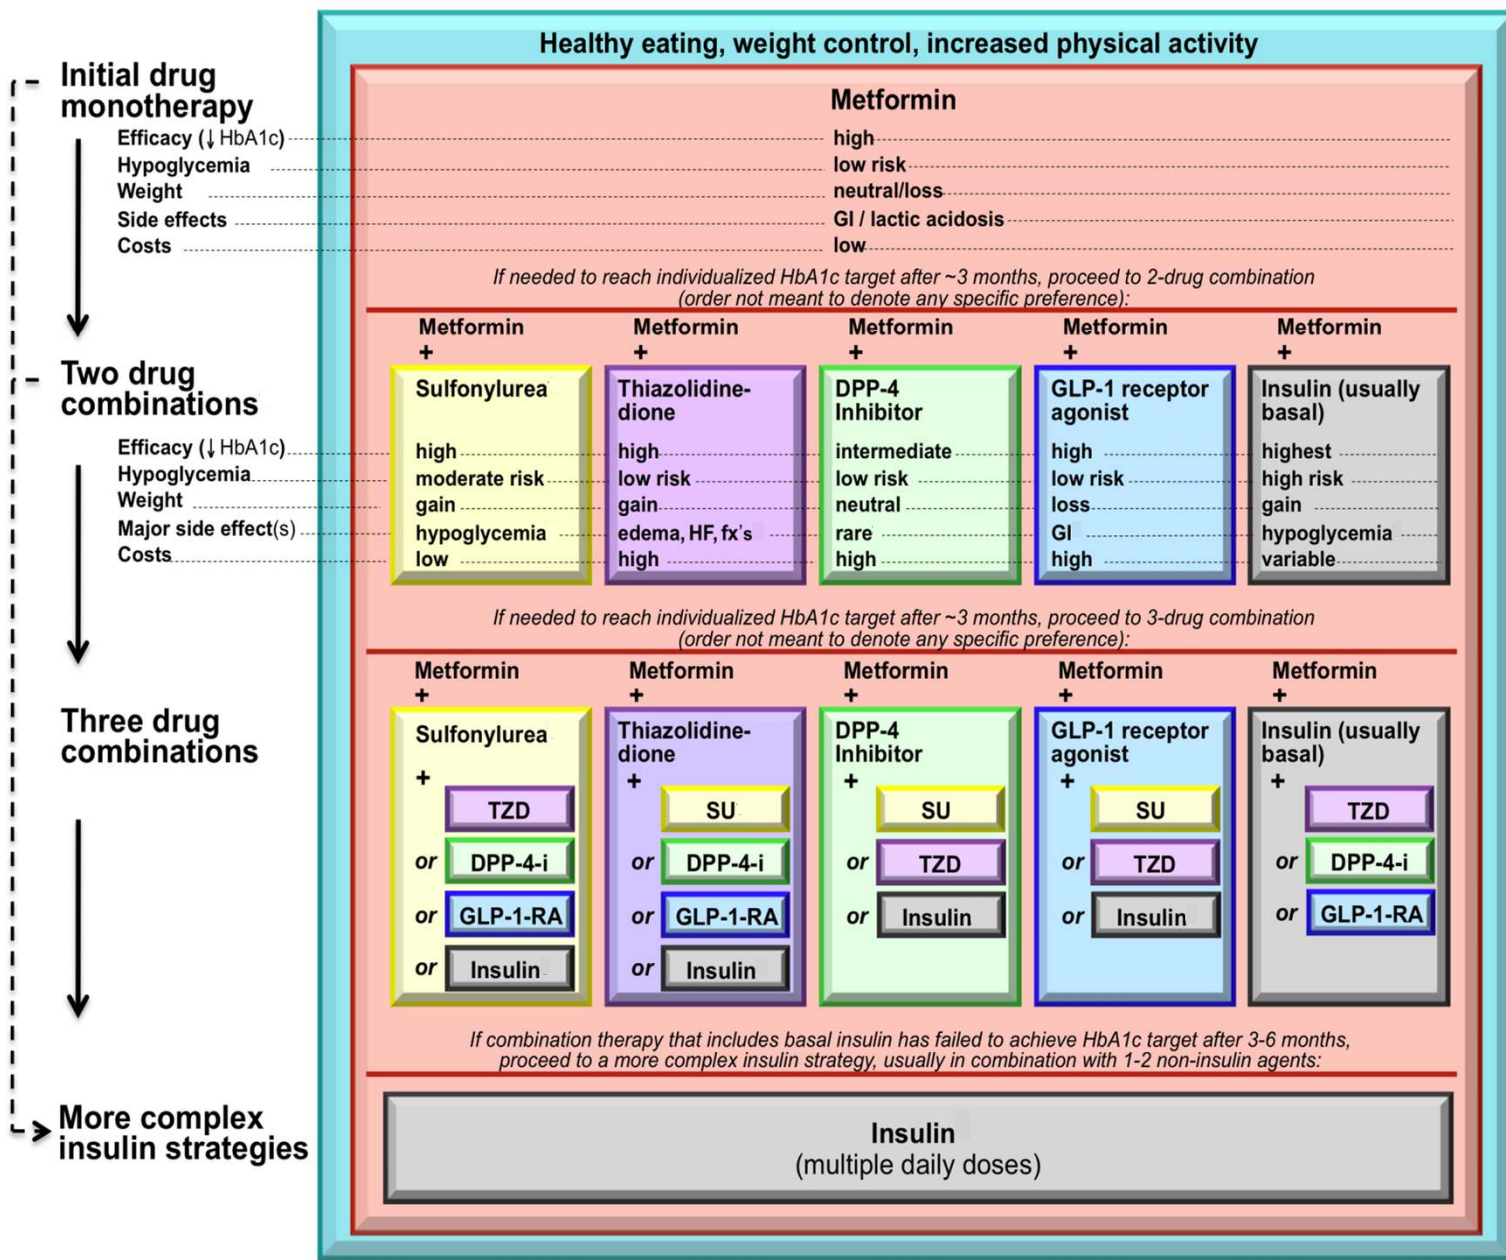 Healthy eating, weight control, increased physical activity
Initial drug
monotherapy
Metformin
Efficacy (↓ HbA1c) high
Hypoglycemia low risk
Weight neutral/loss
Side effects GI / lactic acidosis
Costs low
If needed to reach individualized HbA1c target after ~3 months, proceed to 2-drug combination
(order not meant to denote any specific preference):
Metformin Metformin Metformin Metformin Metformin
+ + + + +
Two drug
combinations
Sulfonylurea Thiazolidine- DPP-4 GLP-1 receptor Insulin (usually
dione Inhibitor agonist basal)
Efficacy (↓ HbA1c) high high intermediate high highest
Hypoglycemia moderate risk low risk low risk low risk high risk
Weight gain gain neutral loss gain
Major side effect(s) hypoglycemia edema, HF, fx's rare GI hypoglycemia
Costs low high high high variable
If needed to reach individualized HbA1c target after ~3 months, proceed to 3-drug combination
(order not meant to denote any specific preference):
Metformin Metformin Metformin Metformin Metformin
+ + + + +
Three drug
combinations
Sulfonylurea Thiazolidine- DPP-4 GLP-1 receptor Insulin (usually
dione Inhibitor agonist basal)
+ + + + +
TZD SU SU SU TZD
or DPP-4-i or DPP-4-i or TZD or TZD or DPP-4-i
or GLP-1-RA or GLP-1-RA or Insulin or Insulin or GLP-1-RA
or Insulin or Insulin
If combination therapy that includes basal insulin has failed to achieve HbA1c target after 3-6 months,
proceed to a more complex insulin strategy, usually in combination with 1-2 non-insulin agents:
More complex
insulin strategies
Insulin
(multiple daily doses)